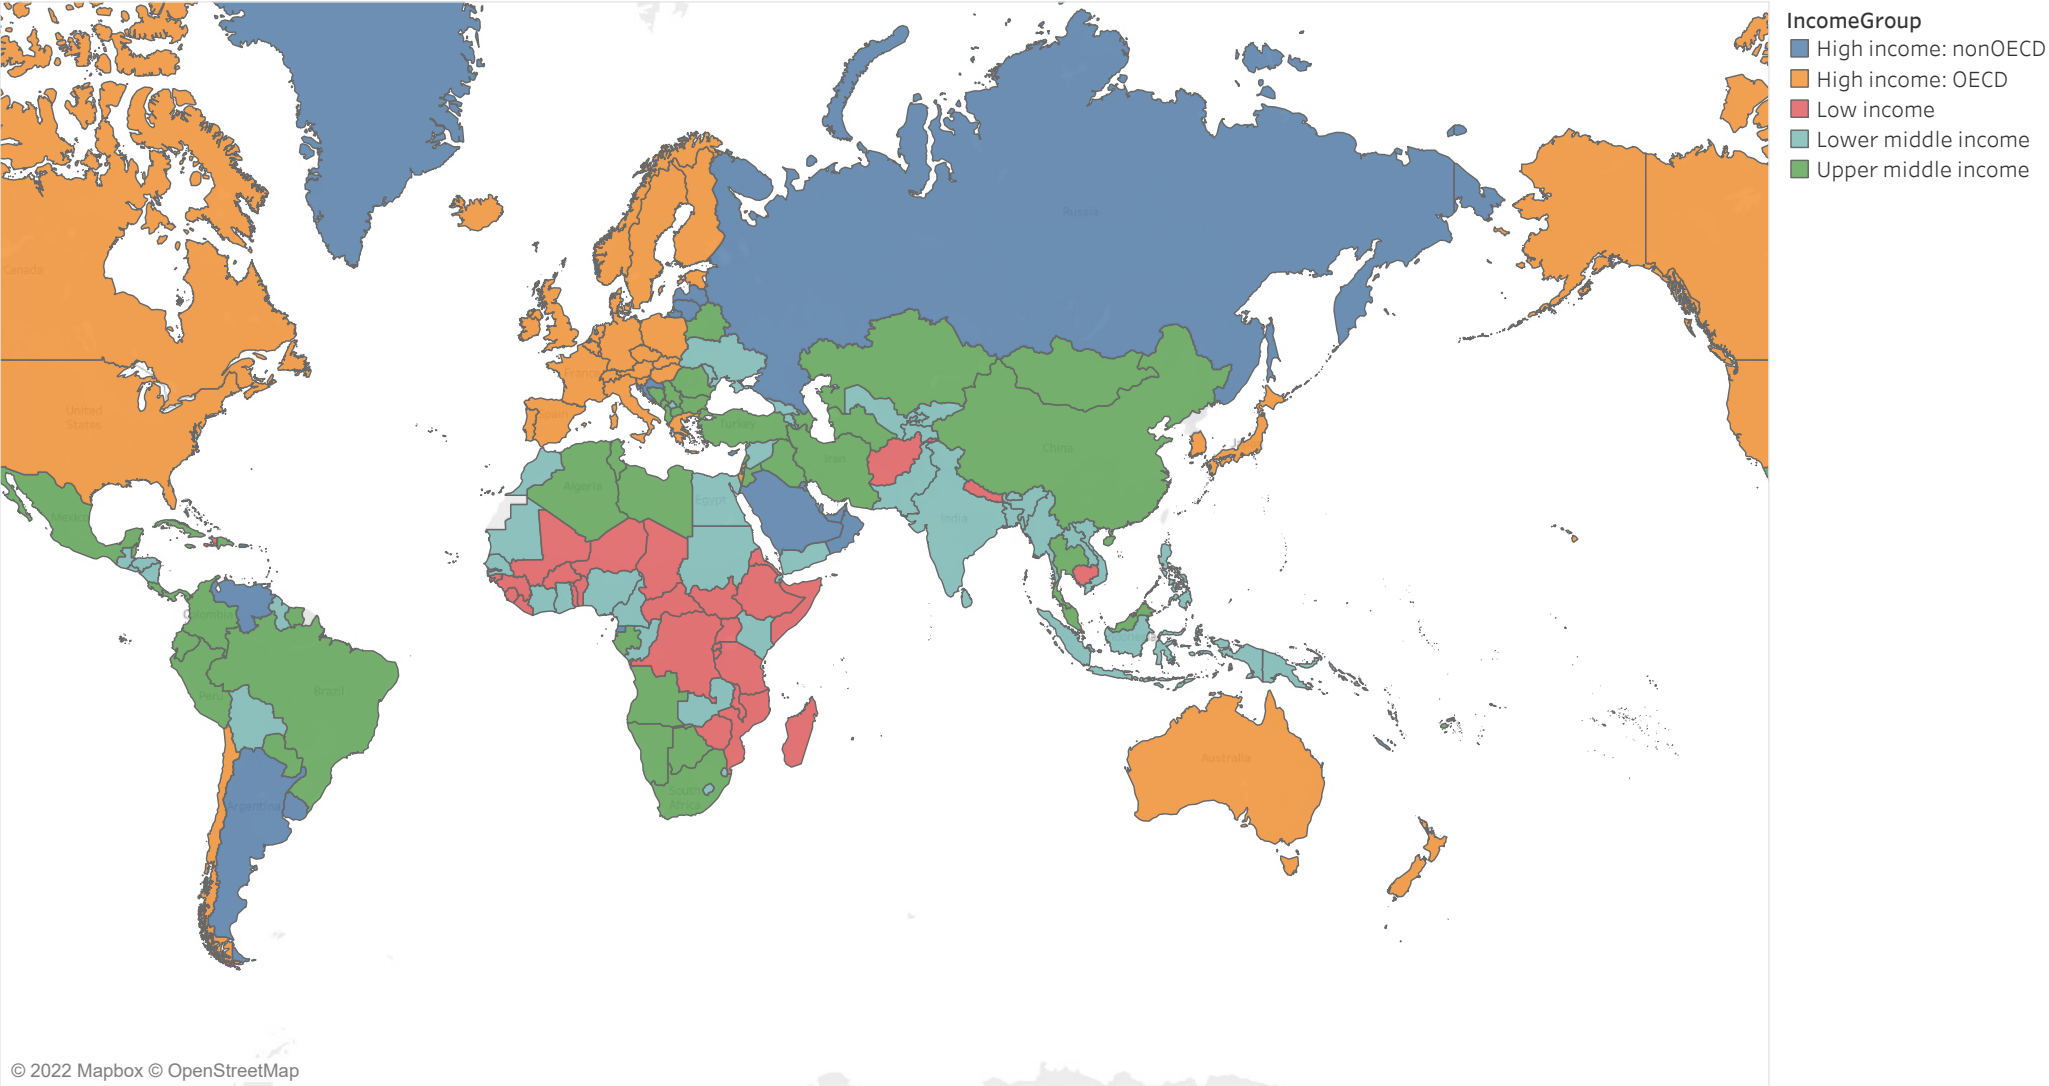 IncomeGroup
High income: nonOECD
High income: OECD
Low income
Lower middle income
Upper middle income
Russia
Canada
United
States
France
Spain
Turkey
Iran
China
Algeria
Egypt
India
Mexico
Colombia
Peru
Brazil
Argentina
South
Africa
Australia
© 2022 Mapbox © OpenStreetMap